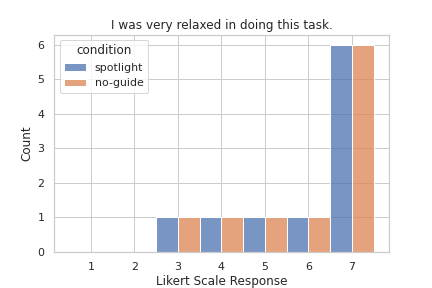 I was very relaxed in doing this task.
condition
spotlight
no-guide
6
5
4
3
2
1
0
Count
1 2 3 4 5 6 7
Likert Scale Response